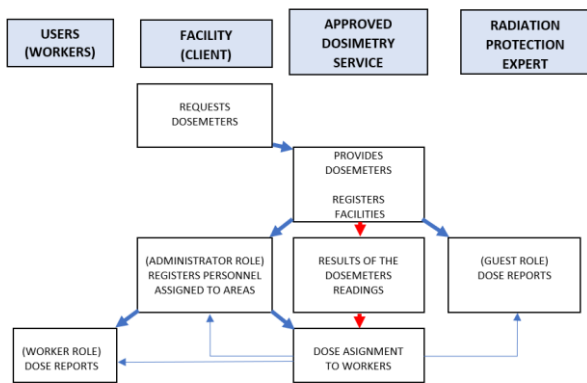 USERS
(WORKERS)
FACILITY
(CLIENT)
APPROVED
DOSIMETRY
SERVICE
RADIATION
PROTECTION
EXPERT
REQUESTS
DOSEMETERS
PROVIDES
DOSEMETERS
REGISTERS
FACILITIES
(ADMINISTRATOR ROLE)
REGISTERS PERSONNEL
ASSIGNED TO AREAS
RESULTS OF THE
DOSEMETERS
READINGS
(GUEST ROLE)
DOSE REPORTS
(WORKER ROLE)
DOSE REPORTS
DOSE ASIGNMENT
TO WORKERS